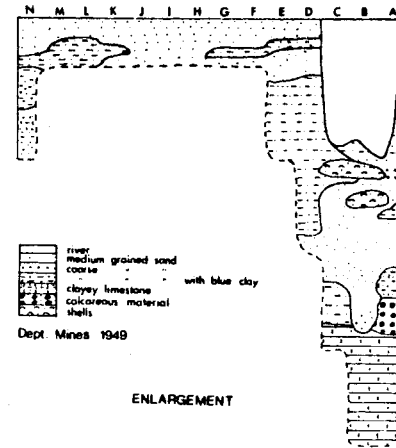 N M L K J I H G F E D C B A
river
medium grained sand
coarse " "
" " with blue clay
clayey limestone
calcareous material
shells
Dept. Mines 1949
ENLARGEMENT